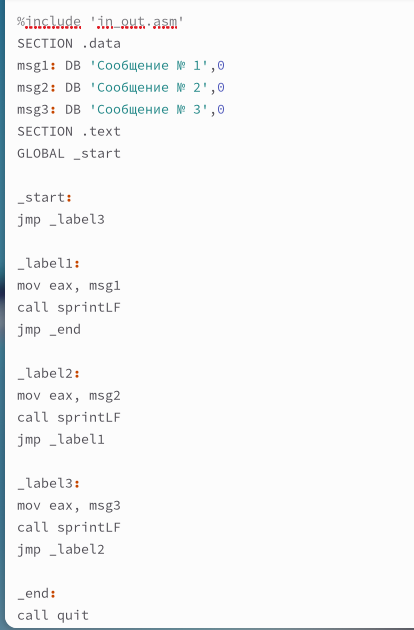 %include 'in_out.asm'
SECTION .data
msg1: DB 'Сообщение № 1',0
msg2: DB 'Сообщение № 2',0
msg3: DB 'Сообщение № 3',0
SECTION .text
GLOBAL _start
_start:
jmp _label3
_label1:
mov eax, msg1
call sprintLF
jmp _end
_label2:
mov eax, msg2
call sprintLF
jmp _label1
_label3:
mov eax, msg3
call sprintLF
jmp _label2
_end:
call quit